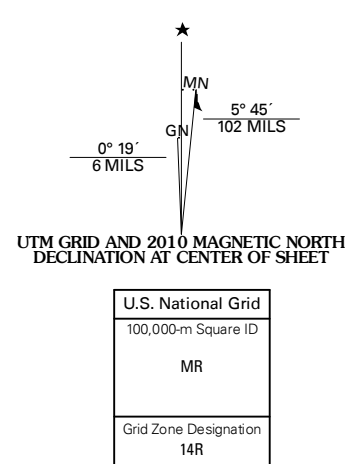 MN
5° 45´
102 MILS
GN
0° 19´
6 MILS
UTM GRID AND 2010 MAGNETIC NORTH
DECLINATION AT CENTER OF SHEET
U.S. National Grid
100,000-m Square ID
MR
Grid Zone Designation
14R